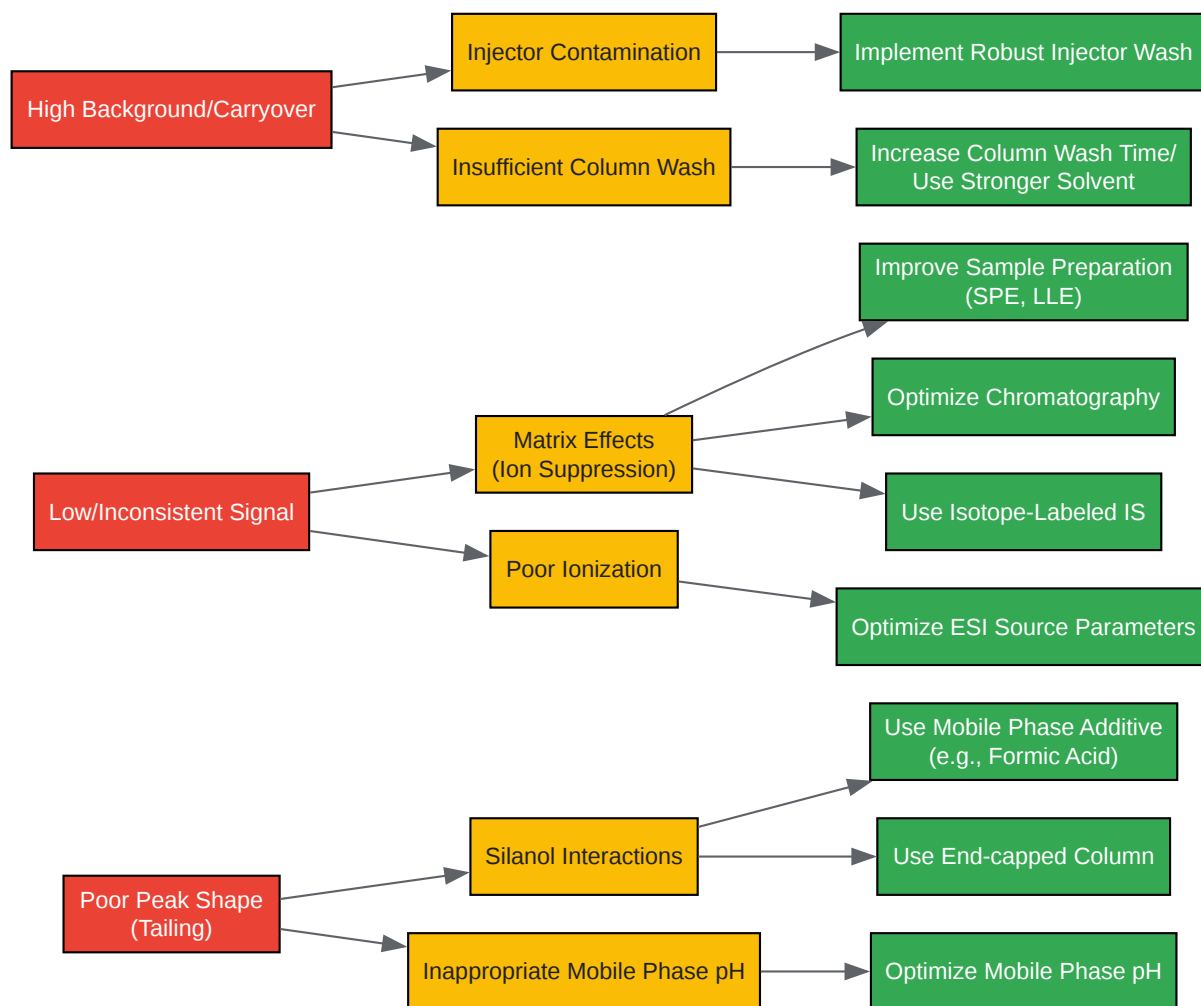 High Background/Carryover
Injector Contamination
Implement Robust Injector Wash
Insufficient Column Wash
Increase Column Wash Time/
Use Stronger Solvent
Low/Inconsistent Signal
Matrix Effects
(Ion Suppression)
Improve Sample Preparation
(SPE, LLE)
Optimize Chromatography
Use Isotope-Labeled IS
Poor Ionization
Optimize ESI Source Parameters
Poor Peak Shape
(Tailing)
Silanol Interactions
Use Mobile Phase Additive
(e.g., Formic Acid)
Use End-capped Column
Inappropriate Mobile Phase pH
Optimize Mobile Phase pH